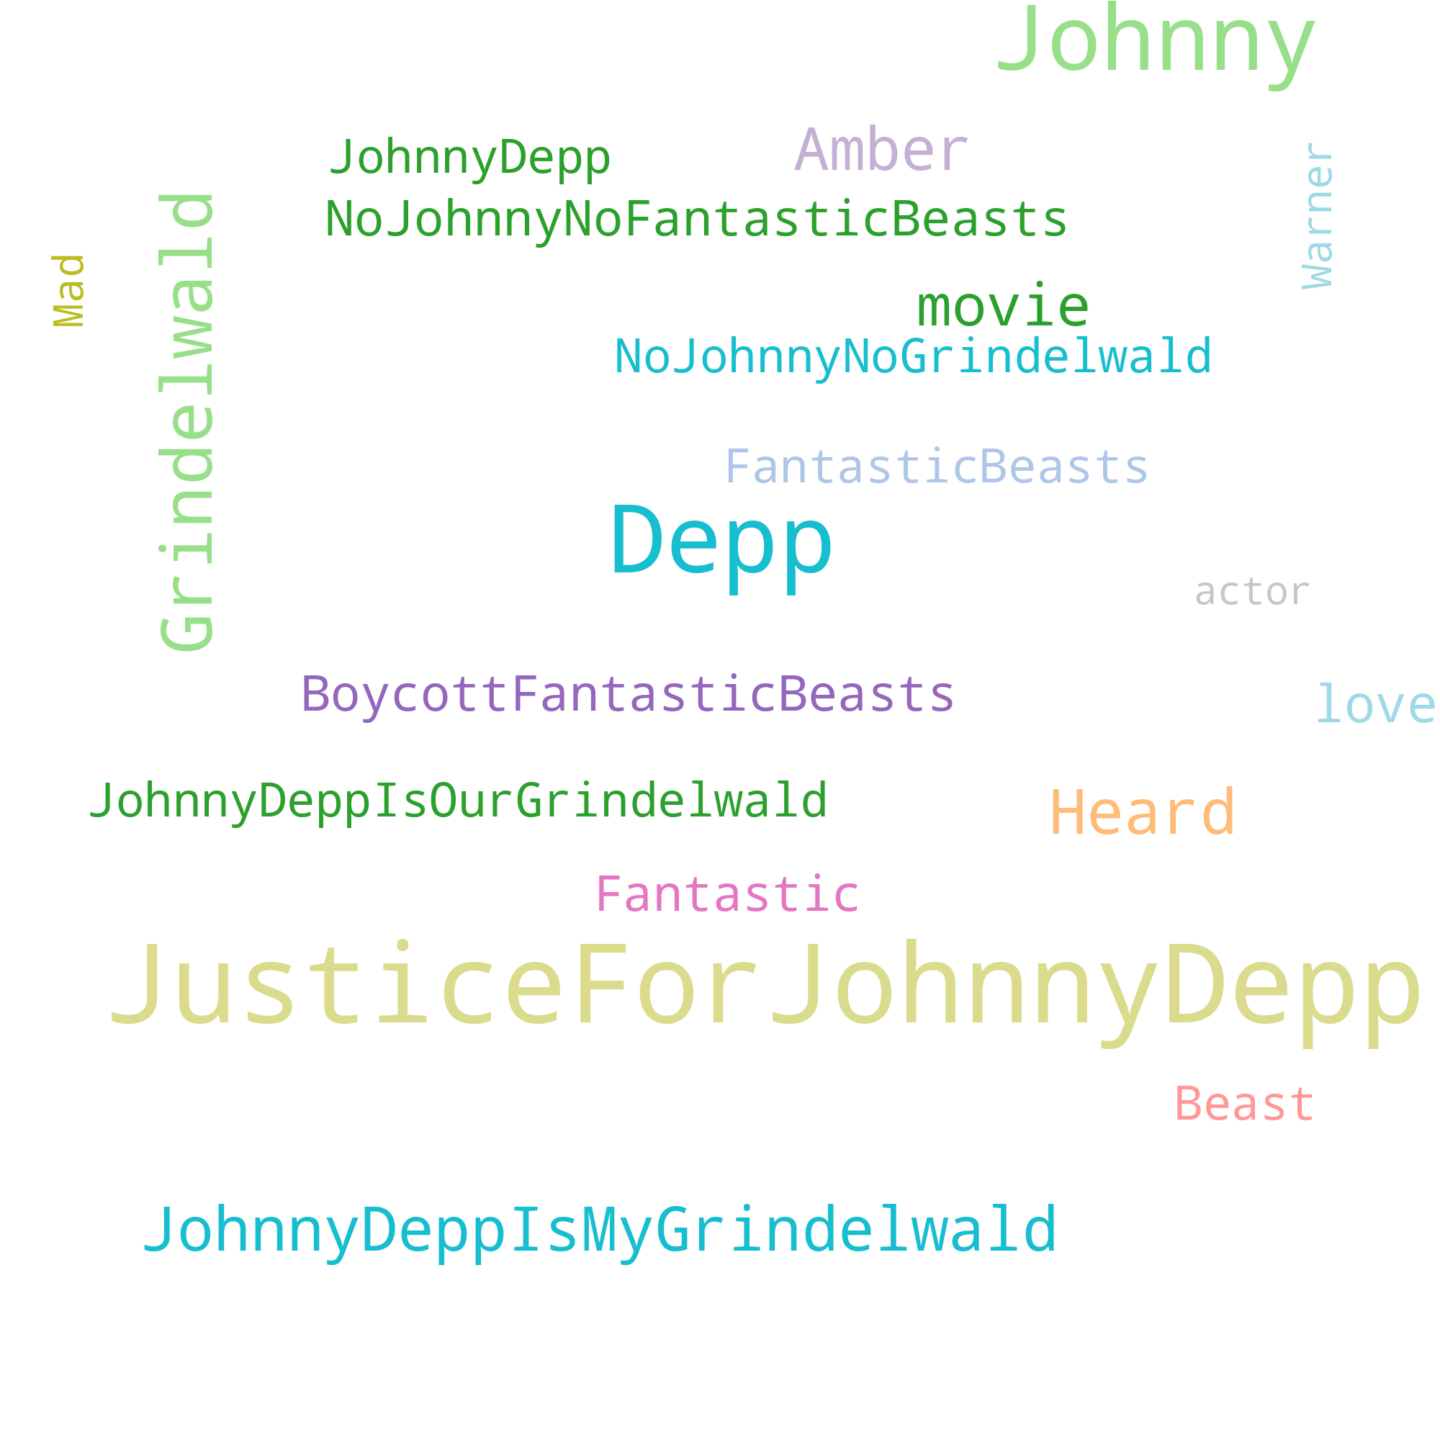 Johnny
Amber
JohnnyDepp
Warner
NoJohnnyNoFantasticBeasts
Grindelwald
Mad
movie
NoJohnnyNoGrindelwald
FantasticBeasts
Depp
actor
BoycottFantasticBeasts
love
JohnnyDeppIsOurGrindelwald
Heard
Fantastic
JusticeForJohnnyDepp
Beast
JohnnyDeppIsMyGrindelwald